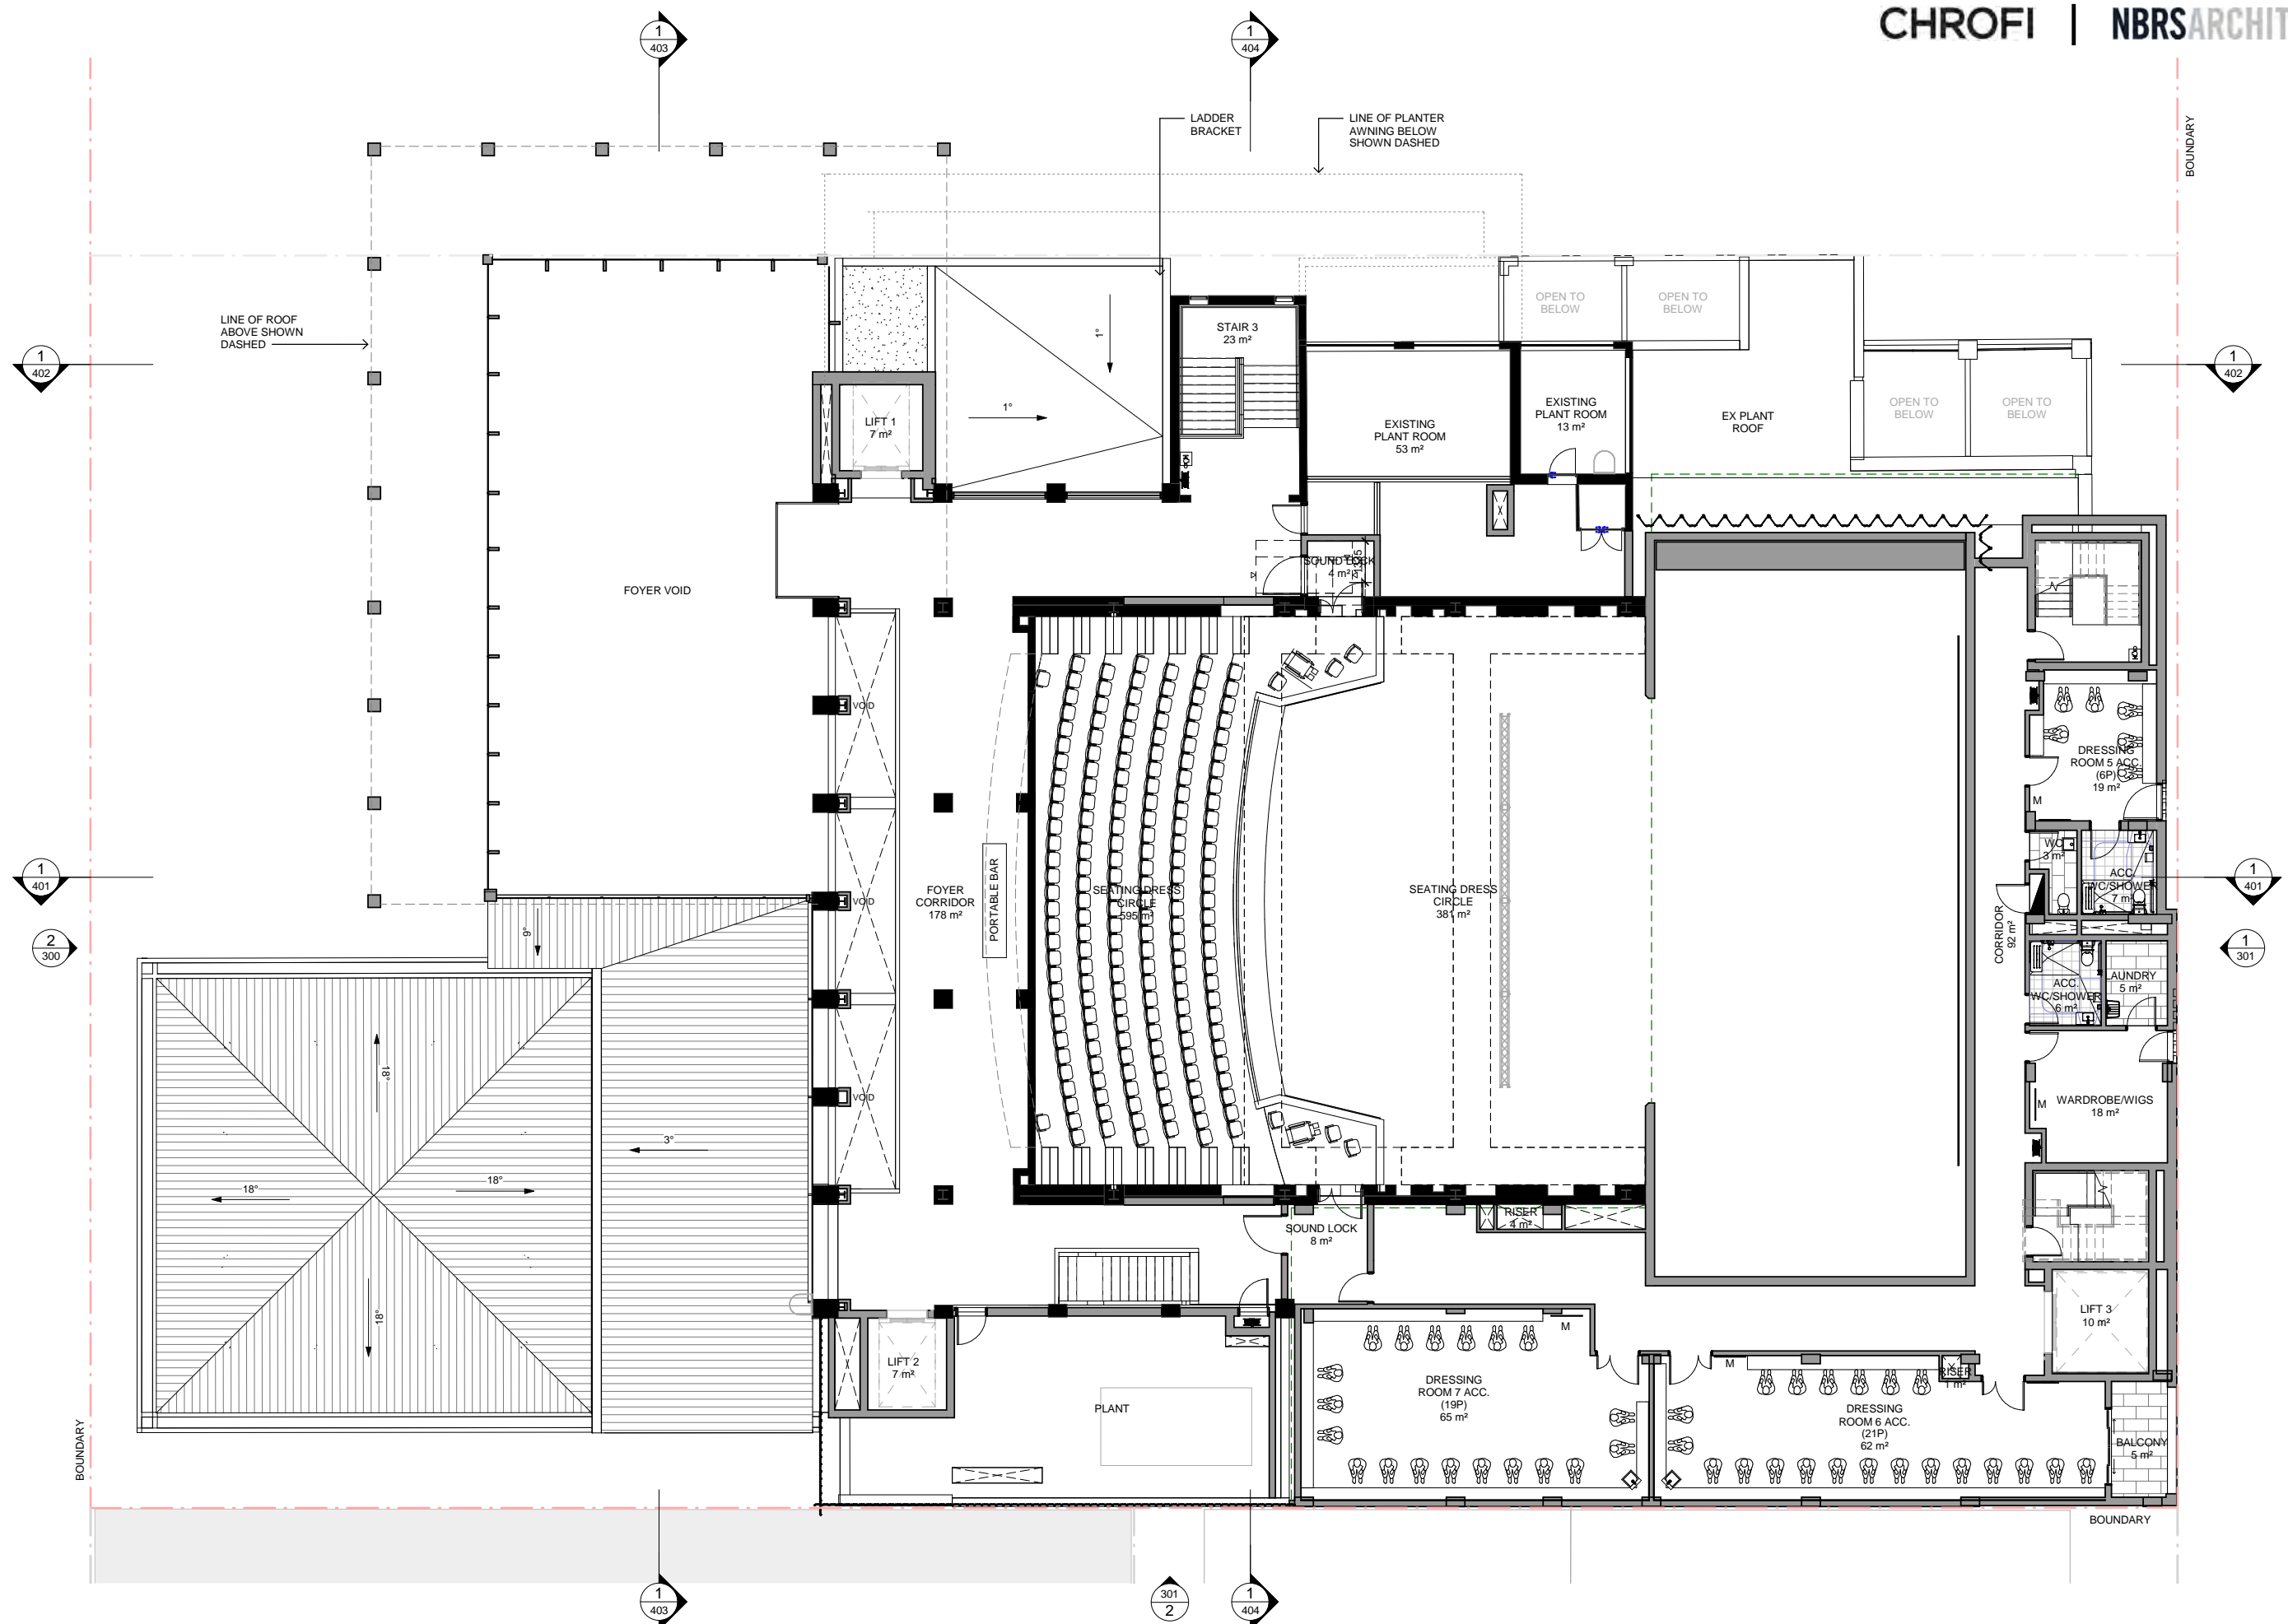 CHROFI | NBRSARCHIT
1
403
1
404
LADDER
BRACKET
LINE OF PLANTER
AWNING BELOW
SHOWN DASHED
BOUNDARY
LINE OF ROOF
ABOVE SHOWN
DASHED
1
402
1
402
OPEN TO
BELOW
OPEN TO
BELOW
STAIR 3
23 m²
1°
1°
LIFT 1
7 m²
EXISTING
PLANT ROOM
53 m²
EXISTING
PLANT ROOM
13 m²
EX PLANT
ROOF
OPEN TO
BELOW
OPEN TO
BELOW
FOYER VOID
SOUND LOCK
4 m²
VOID
DRESSING
ROOM 5 ACC.
(6P)
19 m²
M
WC
3 m²
ACC.
WC/SHOWER
7 m²
1
401
1
401
FOYER
CORRIDOR
178 m²
PORTABLE BAR
SEATING DRESS
CIRCLE
595 m²
SEATING DRESS
CIRCLE
381 m²
VOID
CORRIDOR
92 m²
2
300
1
301
6°
ACC.
WC/SHOWER
6 m²
LAUNDRY
5 m²
VOID
WARDROBE/WIGS
18 m²
M
18°
3°
18°
18°
18°
SOUND LOCK
8 m²
RISER
4 m²
LIFT 3
10 m²
LIFT 2
7 m²
PLANT
M
M
RISER
1 m²
DRESSING
ROOM 7 ACC.
(19P)
65 m²
DRESSING
ROOM 6 ACC.
(21P)
62 m²
BALCONY
5 m²
BOUNDARY
BOUNDARY
1
403
301
2
1
404